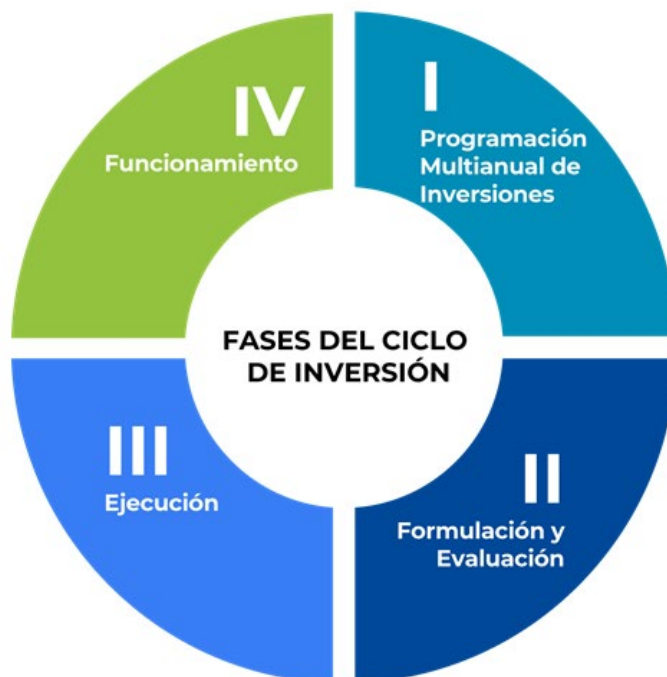 FASES DEL CICLO
DE INVERSIÓN
I
Programación
Multianual de
Inversiones
II
Formulación y
Evaluación
III
Ejecución
IV
Funcionamiento